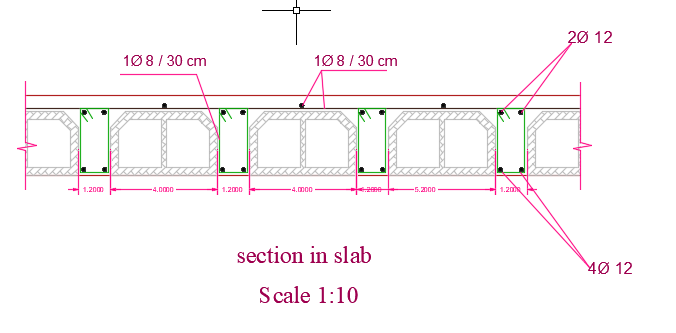 2Ø 12
1Ø 8 / 30 cm
1Ø 8 / 30 cm
1.2000
4.0000
1.2000
4.0000
1.2000
5.2000
1.2000
4Ø 12
section in slab
Scale 1:10